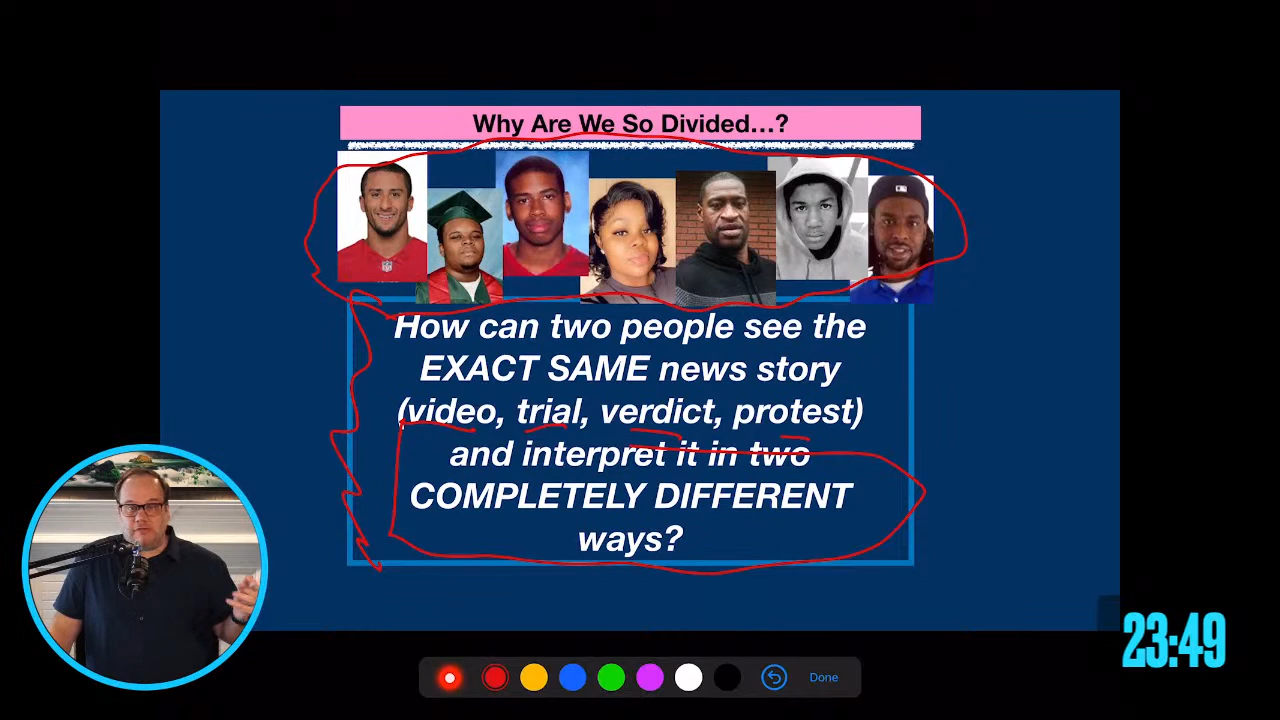 Why Are We So Divided...?
How can two people see the
EXACT SAME news story
(video, trial, verdict, protest)
and interpret it in two
COMPLETELY DIFFERENT
ways?
23:49
Done